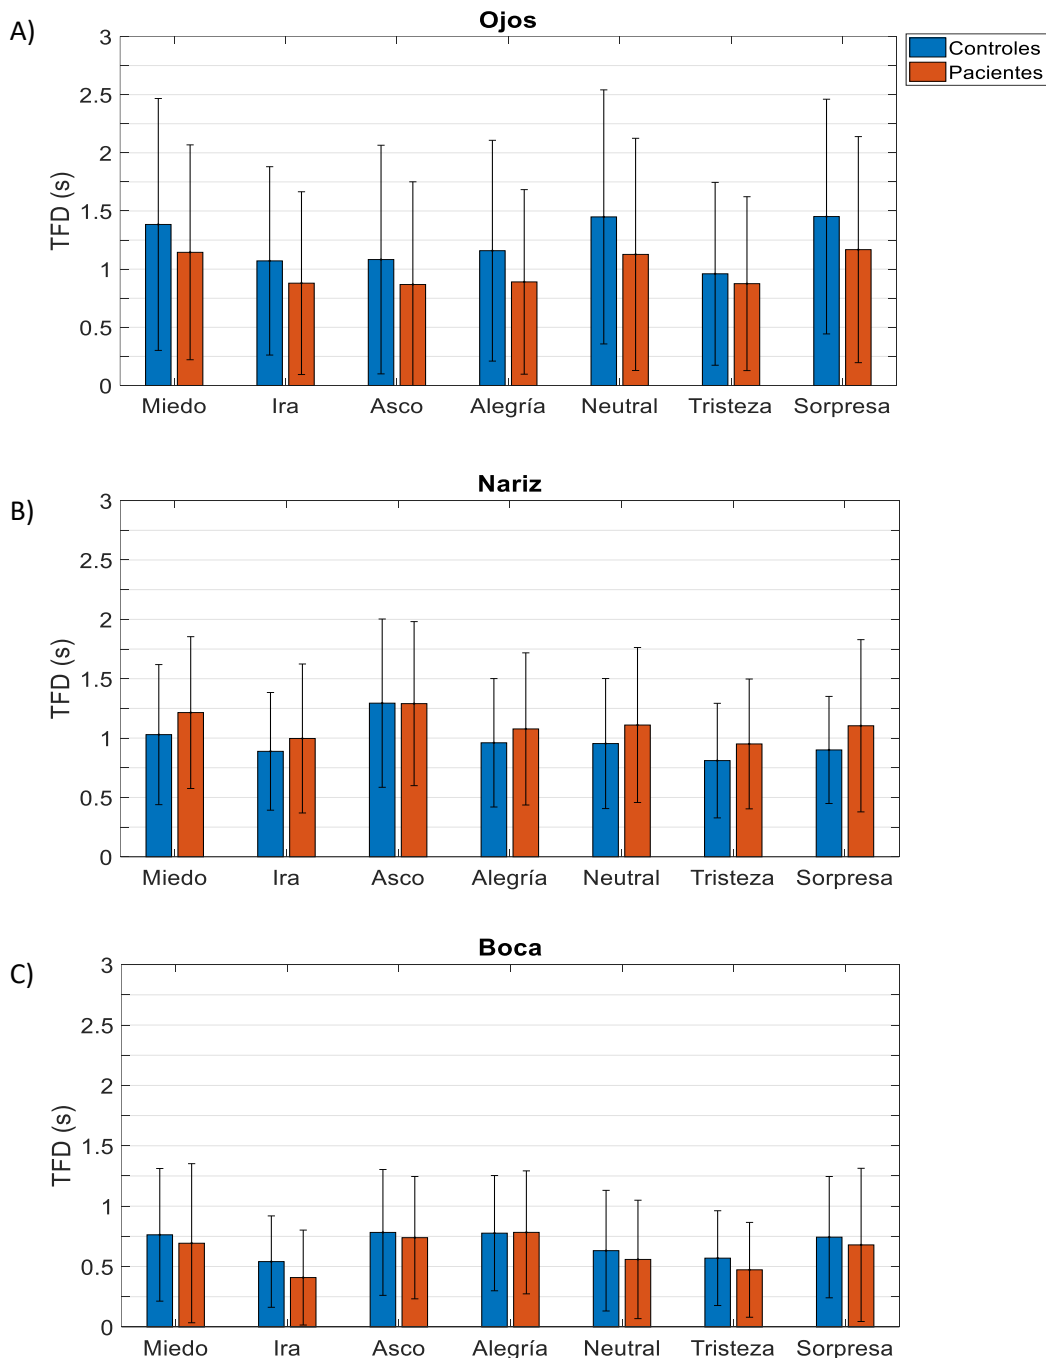 A)
Ojos
Controles
Pacientes
TFD (s)
3
2.5
2
1.5
1
0.5
0
Miedo Ira Asco Alegría Neutral Tristeza Sorpresa
B)
Nariz
TFD (s)
3
2.5
2
1.5
1
0.5
0
Miedo Ira Asco Alegría Neutral Tristeza Sorpresa
C)
Boca
TFD (s)
3
2.5
2
1.5
1
0.5
0
Miedo Ira Asco Alegría Neutral Tristeza Sorpresa